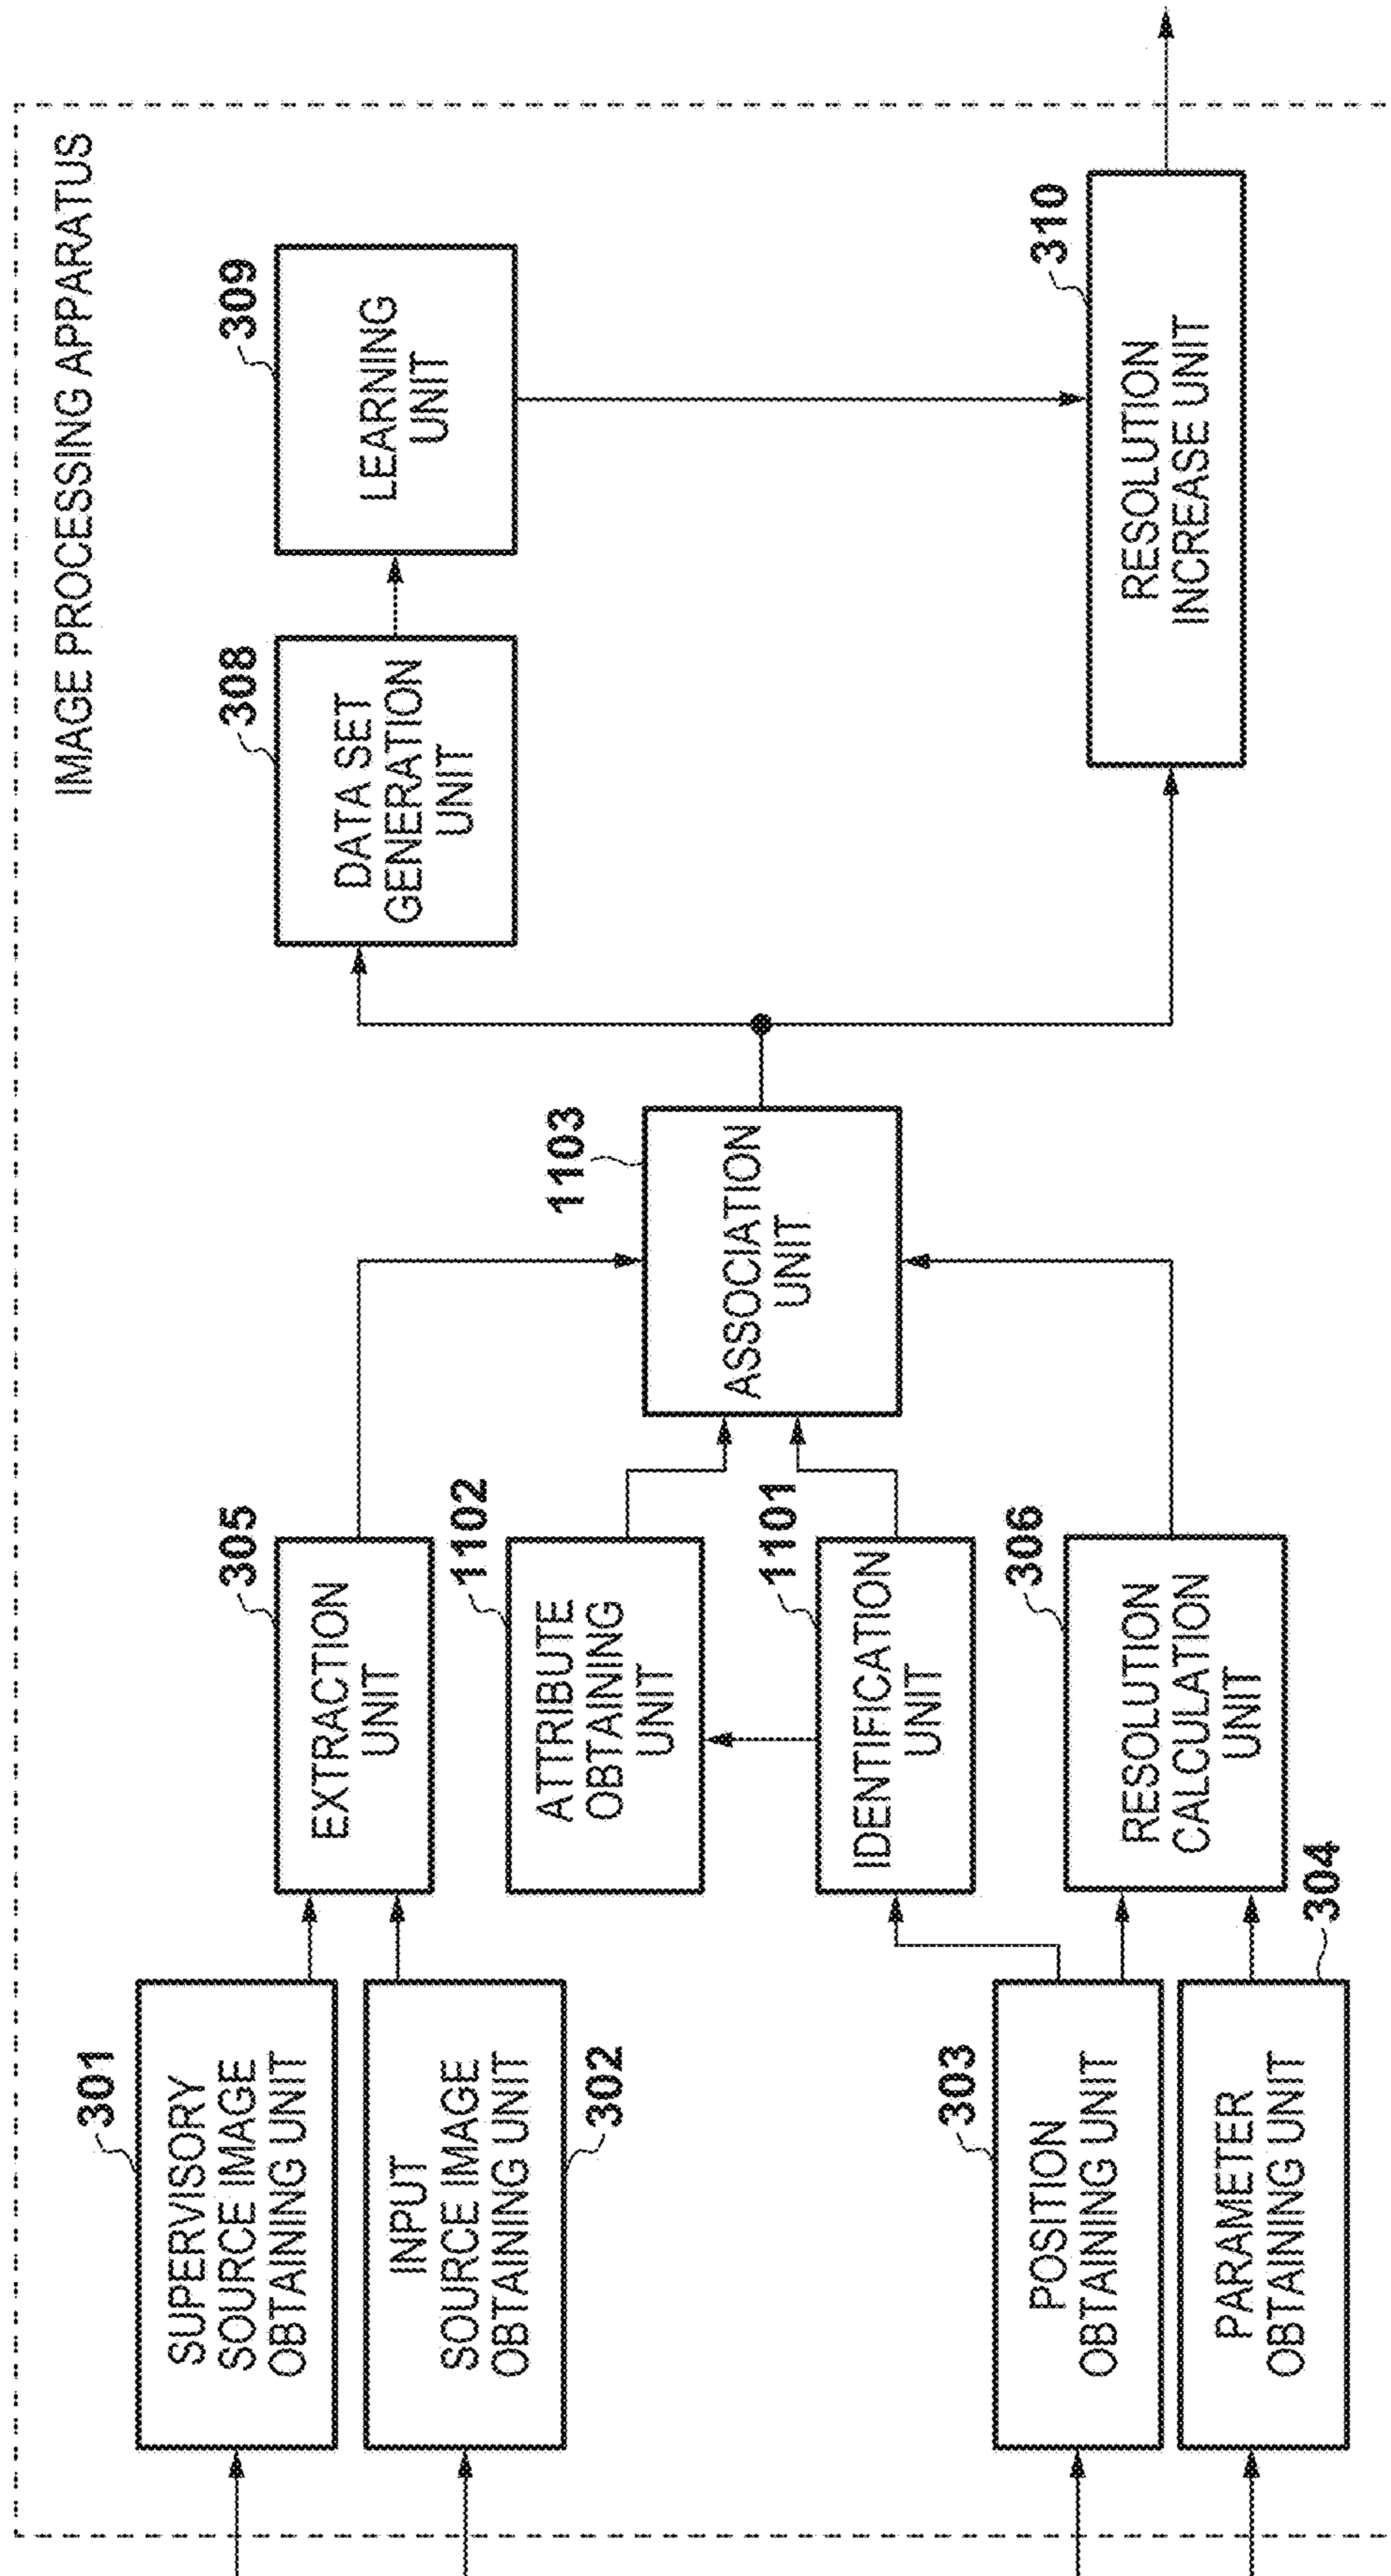 IMAGE PROCESSING APPARATUS
301
SUPERVISORY
SOURCE IMAGE
OBTAINING UNIT
INPUT
SOURCE IMAGE
OBTAINING UNIT
302
303
POSITION
OBTAINING UNIT
PARAMETER
OBTAINING UNIT
304
305
EXTRACTION
UNIT
1102
ATTRIBUTE
OBTAINING
UNIT
1101
IDENTIFICATION
UNIT
306
RESOLUTION
CALCULATION
UNIT
1103
ASSOCIATION
UNIT
308
DATA SET
GENERATION
UNIT
309
LEARNING
UNIT
310
RESOLUTION
INCREASE UNIT